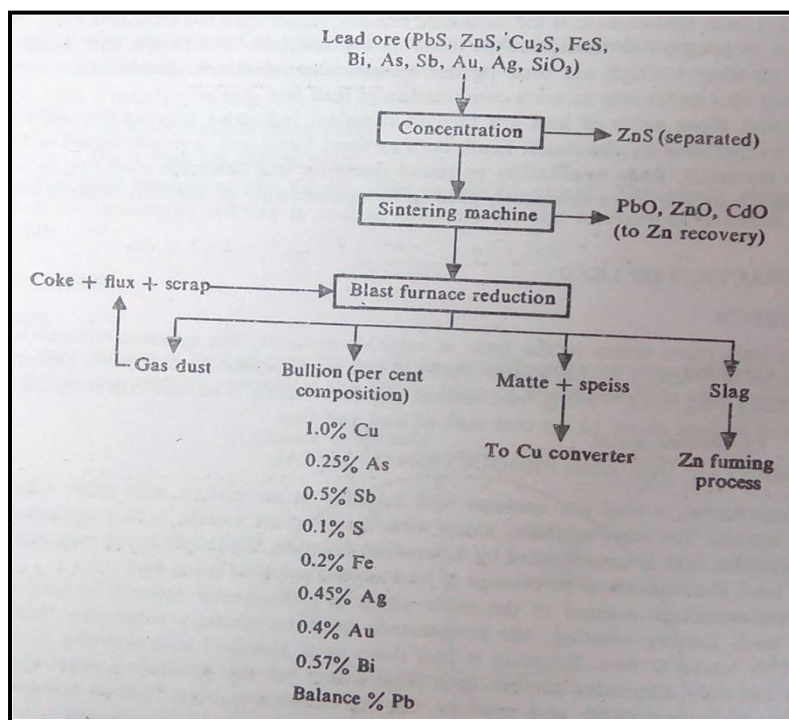 Lead ore (PbS, ZnS, Cu₂S, FeS,
Bi, As, Sb, Au, Ag, SiO₃)
Concentration
ZnS (separated)
Sintering machine
PbO, ZnO, CdO
(to Zn recovery)
Coke + flux + scrap
Blast furnace reduction
Gas dust
Bullion (per cent
composition)
Matte + speiss
Slag
1.0% Cu
To Cu converter
Zn fuming
process
0.25% As
0.5% Sb
0.1% S
0.2% Fe
0.45% Ag
0.4% Au
0.57% Bi
Balance % Pb